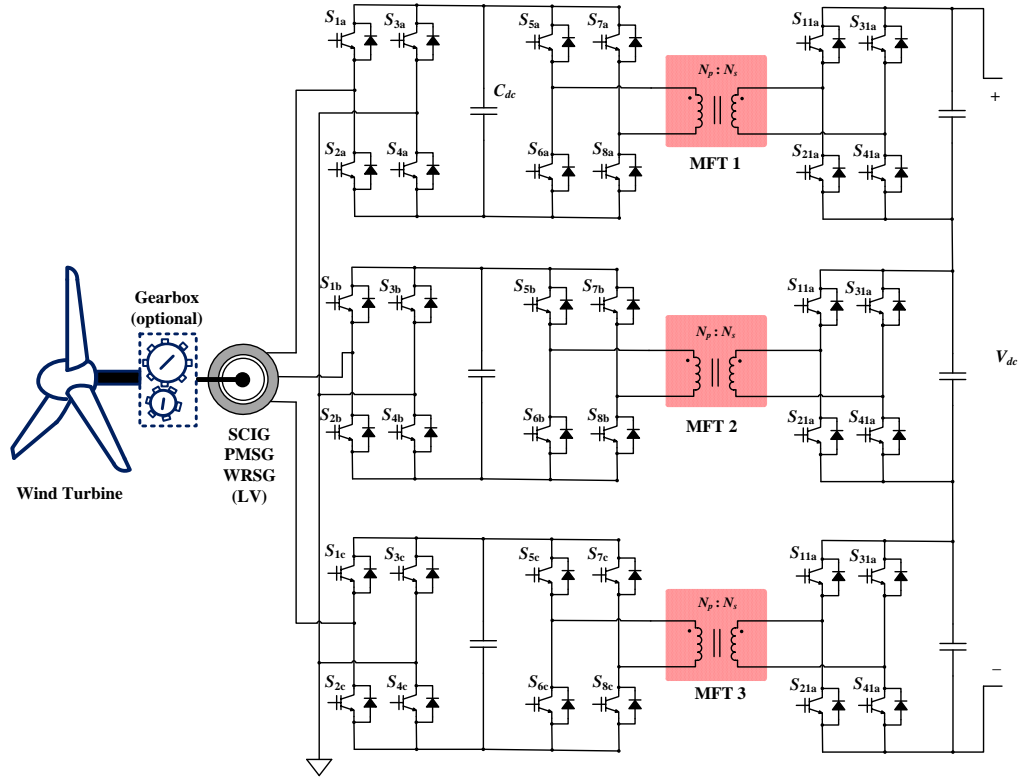 S1a
S3a
S5a
S7a
S11a
S31a
Np : Ns
Cdc
+
S2a
S4a
S6a
S8a
MFT 1
S21a
S41a
S1b
S3b
S5b
S7b
S11a
S31a
Gearbox
(optional)
Np : Ns
Vdc
S2b
S4b
S6b
S8b
MFT 2
S21a
S41a
SCIG
PMSG
WRSG
(LV)
Wind Turbine
S1c
S3c
S5c
S7c
S11a
S31a
Np : Ns
−
S2c
S4c
S6c
S8c
MFT 3
S21a
S41a